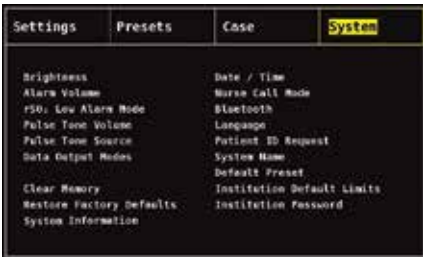 Settings
Presets
Case
System
Brightness
Alarm Volume
rSO₂ Low Alarm Mode
Pulse Tone Volume
Pulse Tone Source
Data Output Modes
Clear Memory
Restore Factory Defaults
System Information
Date / Time
Nurse Call Mode
Bluetooth
Language
Patient ID Request
System Name
Default Preset
Institution Default Limits
Institution Password